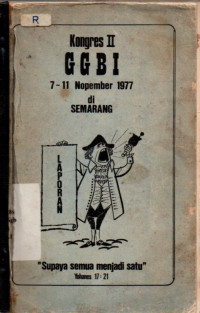 R
Kongres II
GGBI
7 - 11 Nopember 1977
di
SEMARANG
LAPORAN
"Supaya semua menjadi satu"
Yohanes 17 - 21